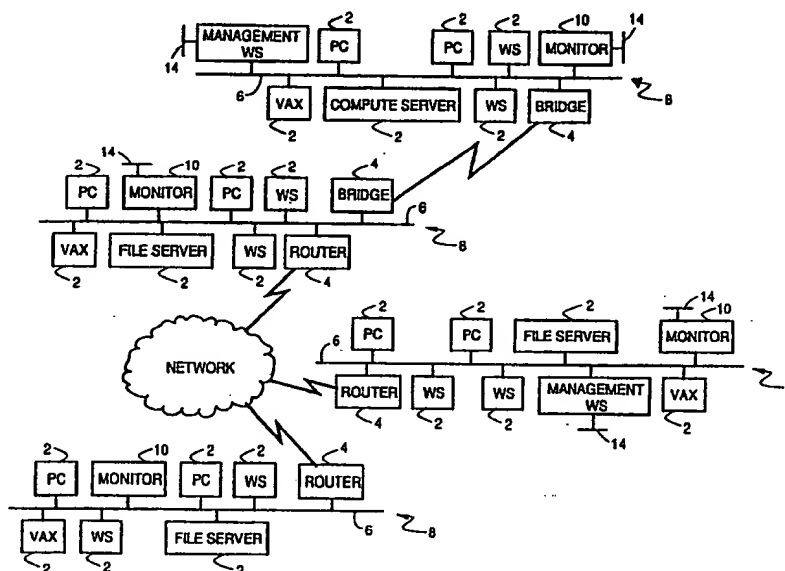 2 2 2 10 14
MANAGEMENT WS PC PC WS MONITOR
14
6 8
VAX COMPUTE SERVER WS BRIDGE
2 2 2 4
2 14 10 2 2 4
PC MONITOR PC WS BRIDGE
6
8
VAX FILE SERVER WS ROUTER
2 2 2 4
2 2 2 14 10
PC PC FILE SERVER MONITOR
6
NETWORK
ROUTER WS WS MANAGEMENT WS VAX
4 2 2 14 2
2 10 2 2 4
PC MONITOR PC WS ROUTER
6 8
VAX WS FILE SERVER
2 2 2